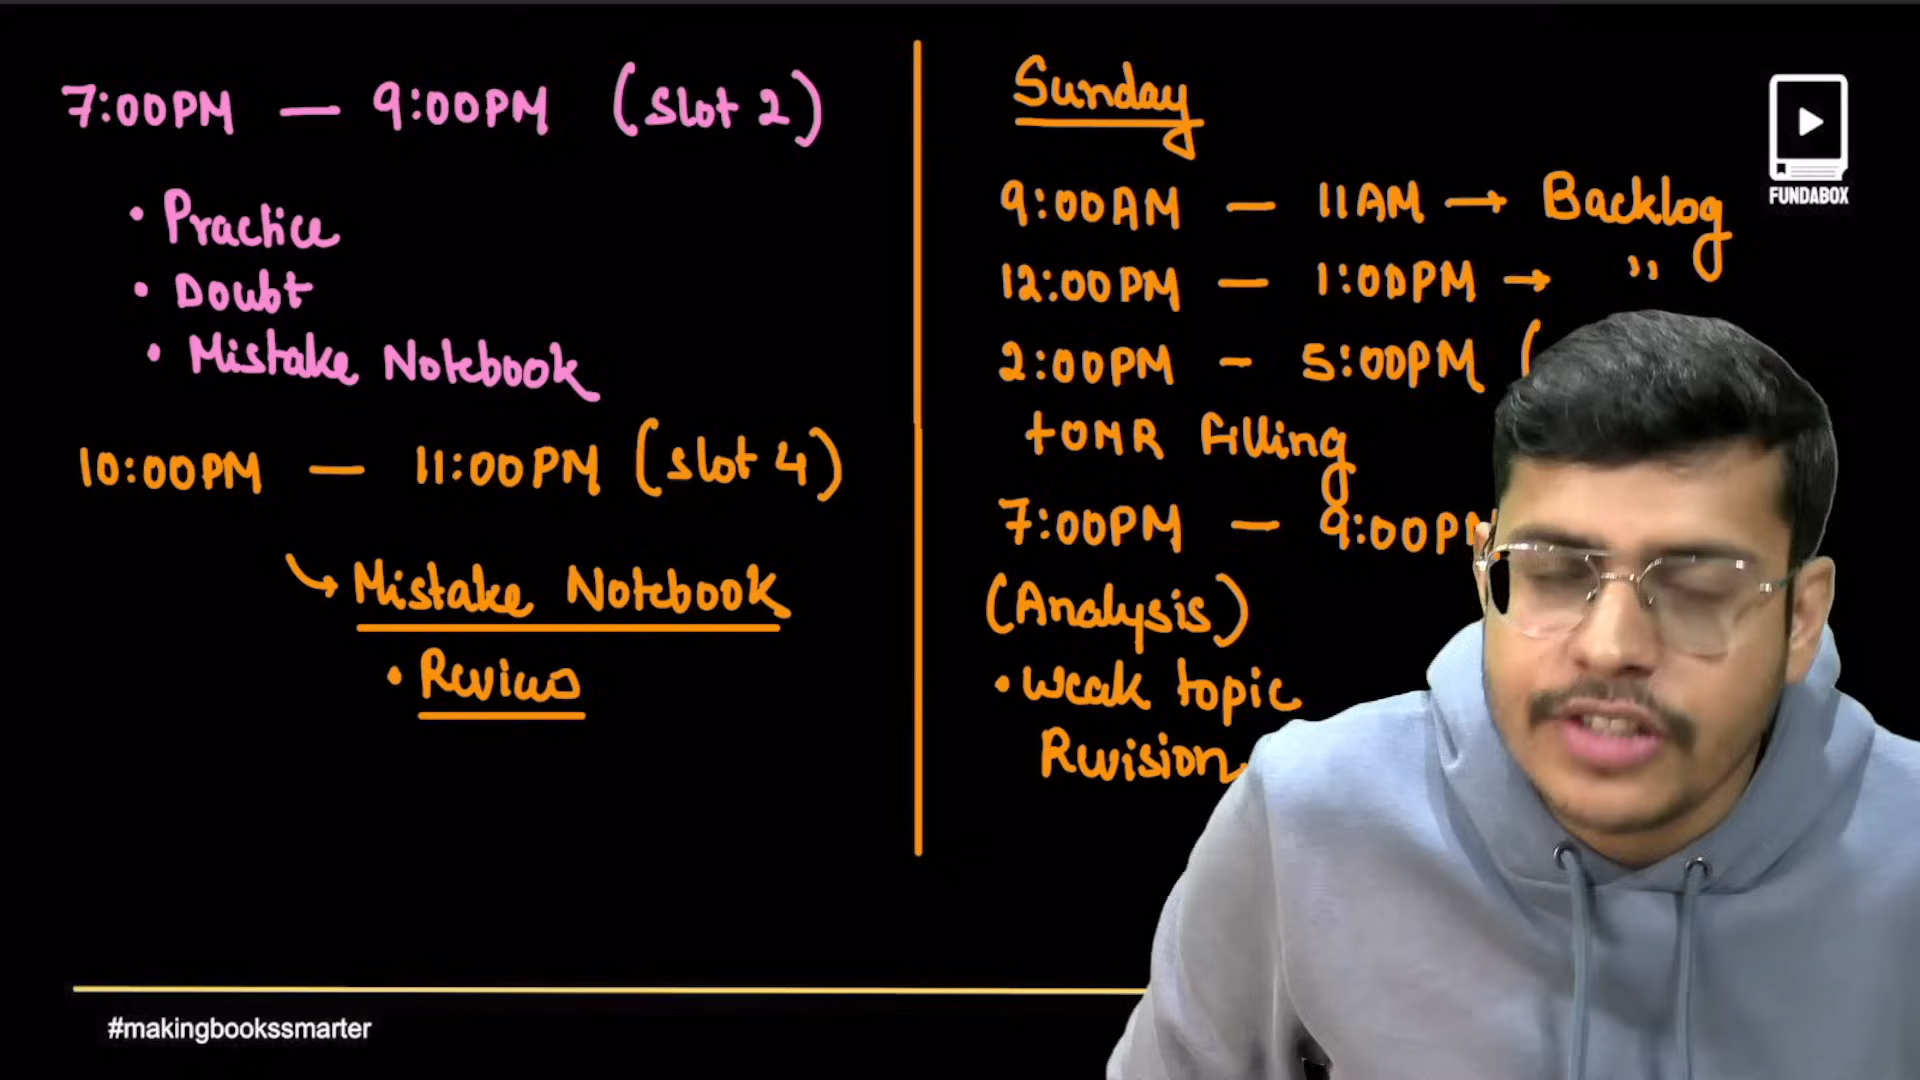 7:00PM — 9:00PM (Slot 2)
• Practice
• Doubt
• Mistake Notebook
10:00PM — 11:00PM (Slot 4)
↳ Mistake Notebook
• Review
Sunday
9:00AM — 11AM → Backlog
12:00PM — 1:00PM → ,,
2:00PM - 5:00PM (
+OMR Filling
7:00PM — 9:00PM
(Analysis)
• Weak topic
Revision
FUNDABOX
#makingbookssmarter